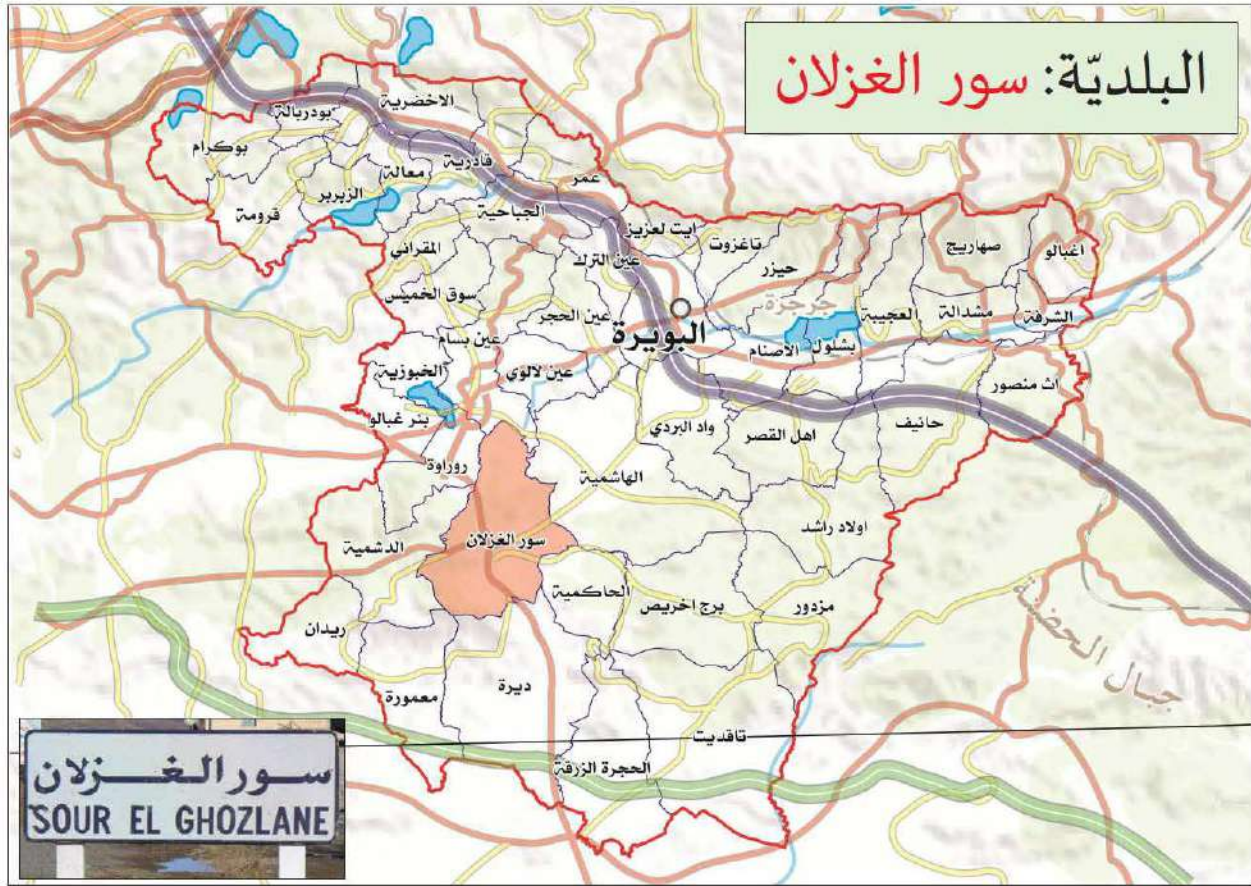 البلديّة: سور الغزلان
الاخضرية
بودربالة
بوكرام
قادرية
معالة
عمر
الزبربر
قرومة
الجباحية
ايت لعزيز
تاغزوت
صهاريج
اغبالو
المقراني
عين الترك
حيزر
جرجرة
سوق الخميس
العجيبة
مشدالة
الشرفة
عين الحجر
البويرة
بشلول
الأصنام
عين بسام
الخبوزية
عين لالوي
اث منصور
بئر غبالو
واد البردي
اهل القصر
حانيف
روراوة
الهاشمية
اولاد راشد
سور الغزلان
الدشمية
الحاكمية
برج اخريص
مزدور
ريدان
جبال الحضنة
ديرة
معمورة
تاقديت
الحجرة الزرقة
سور الغزلان
SOUR EL GHOZLANE